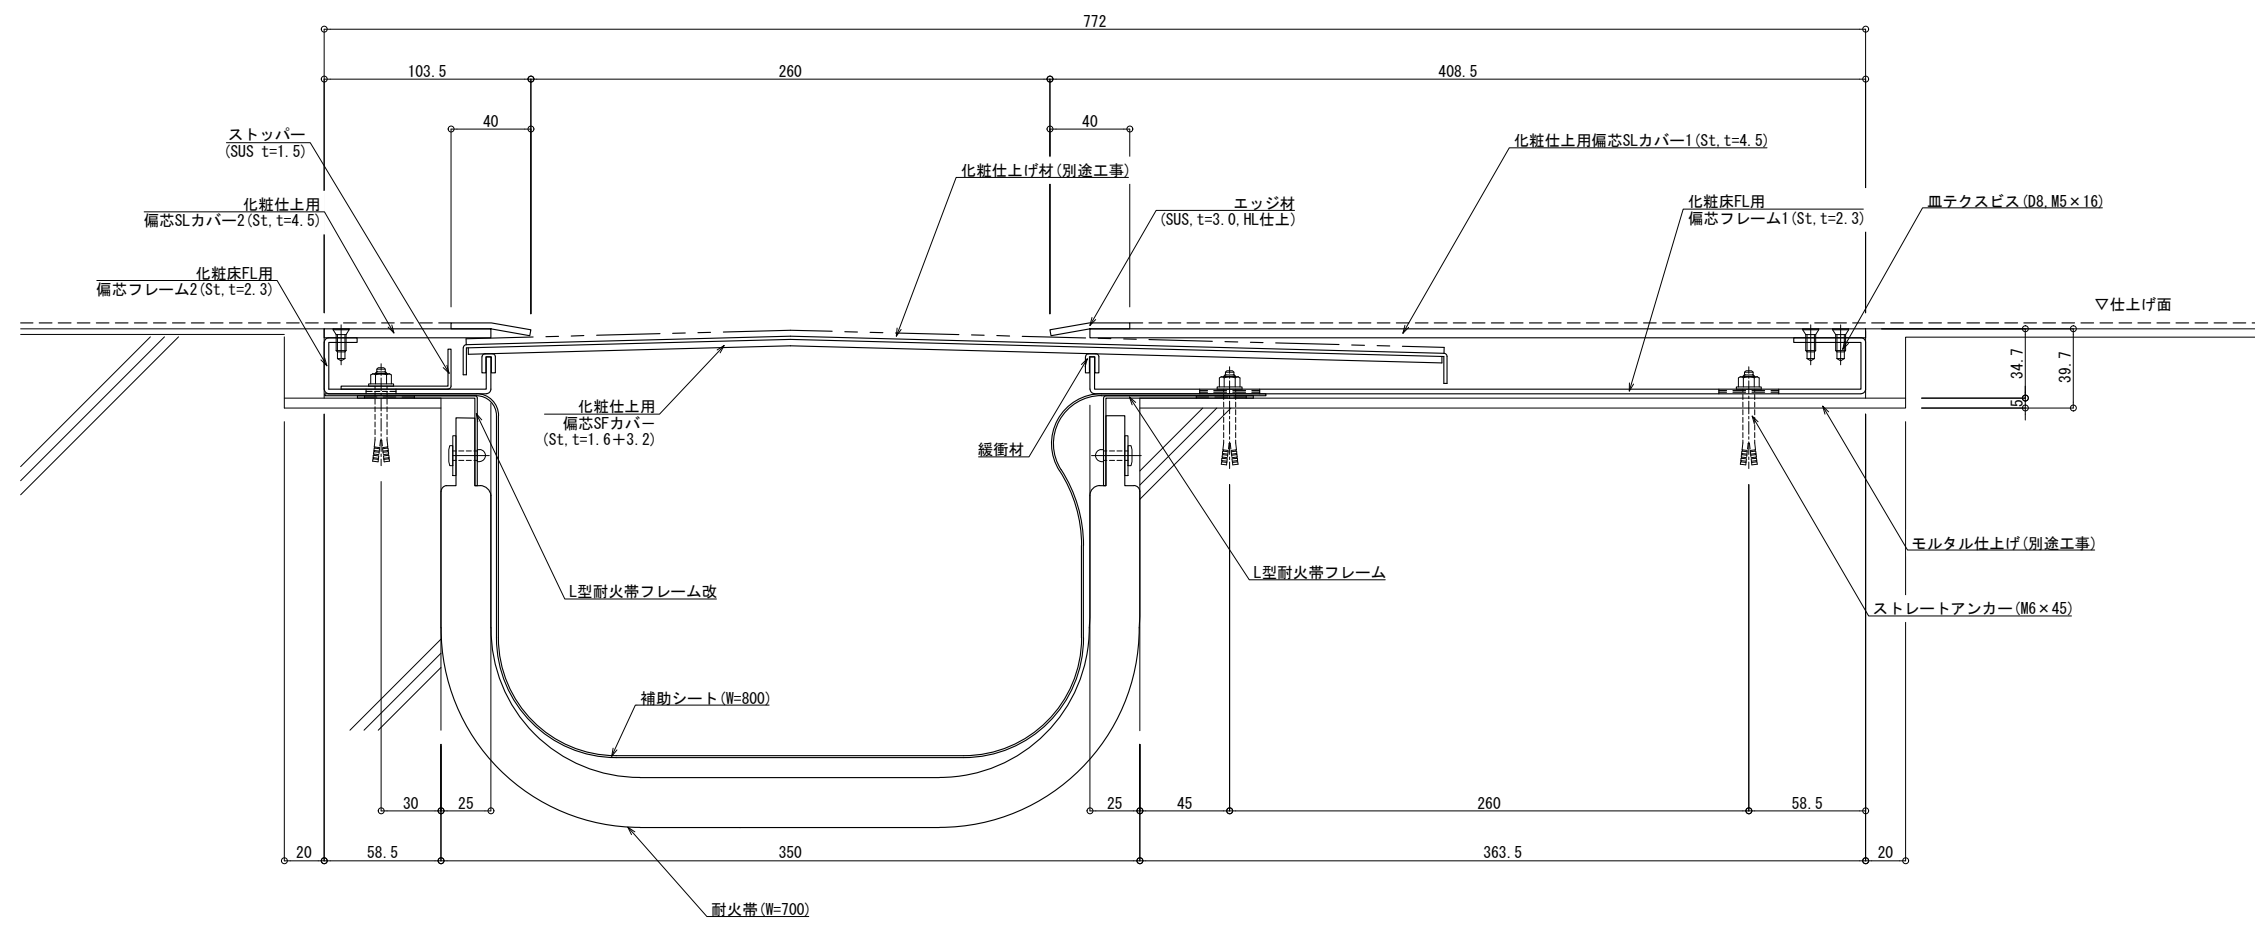 772
103.5
260
408.5
40
40
ストッパー
(SUS t=1.5)
化粧仕上用偏芯SLカバー1(St,t=4.5)
化粧仕上げ材(別途工事)
化粧仕上用
偏芯SLカバー2(St,t=4.5)
エッジ材
(SUS,t=3.0,HL仕上)
化粧床FL用
偏芯フレーム1(St,t=2.3)
皿テクスビス(D8,M5×16)
化粧床FL用
偏芯フレーム2(St,t=2.3)
▽仕上げ面
34.7
39.7
5
化粧仕上用
偏芯SFカバー
(St,t=1.6+3.2)
緩衝材
モルタル仕上げ(別途工事)
L型耐火帯フレーム改
L型耐火帯フレーム
ストレートアンカー(M6×45)
補助シート(W=800)
30
25
25
45
260
58.5
20
58.5
350
363.5
20
耐火帯(W=700)